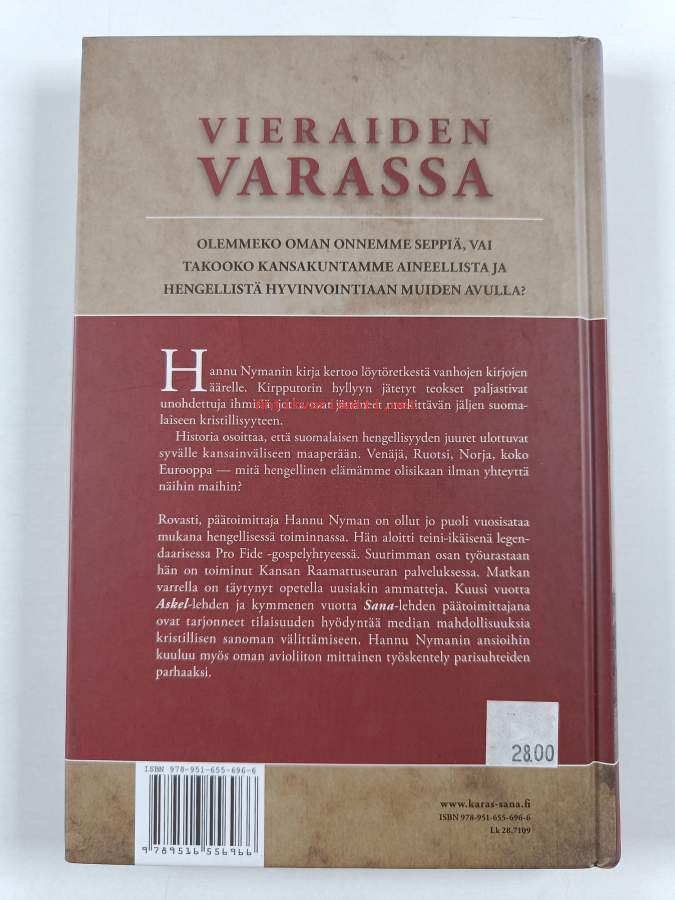 VIERAIDEN
VARASSA
OLEMMEKO OMAN ONNEMME SEPPIÄ, VAI
TAKOOKO KANSAKUNTAMME AINEELLISTA JA
HENGELLISTÄ HYVINVOINTIAAN MUIDEN AVULLA?
Hannu Nymanin kirja kertoo löytöretkestä vanhojen kirjojen
äärelle. Kirpputorin hyllyyn jätetyt teokset paljastivat
unohdettuja ihmisiä, jotka ovat jättäneet merkittävän jäljen suoma-
laiseen kristillisyyteen.
Historia osoittaa, että suomalaisen hengellisyyden juuret ulottuvat
syvälle kansainväliseen maaperään. Venäjä, Ruotsi, Norja, koko
Eurooppa — mitä hengellinen elämämme olisikaan ilman yhteyttä
näihin maihin?
Rovasti, päätoimittaja Hannu Nyman on ollut jo puoli vuosisataa
mukana hengellisessä toiminnassa. Hän aloitti teini-ikäisenä legen-
daarisessa Pro Fide -gospelyhtyeessä. Suurimman osan työurastaan
hän on toiminut Kansan Raamattuseuran palveluksessa. Matkan
varrella on täytynyt opetella uusiakin ammatteja. Kuusi vuotta
Askel-lehden ja kymmenen vuotta Sana-lehden päätoimittajana
ovat tarjonneet tilaisuuden hyödyntää median mahdollisuuksia
kristillisen sanoman välittämiseen. Hannu Nymanin ansioihin
kuuluu myös oman avioliiton mittainen työskentely parisuhteiden
parhaaksi.
28.00
ISBN 978-951-655-696-6
9 789516 556966
www.karas-sana.fi
ISBN 978-951-655-696-6
Lk 28.7109